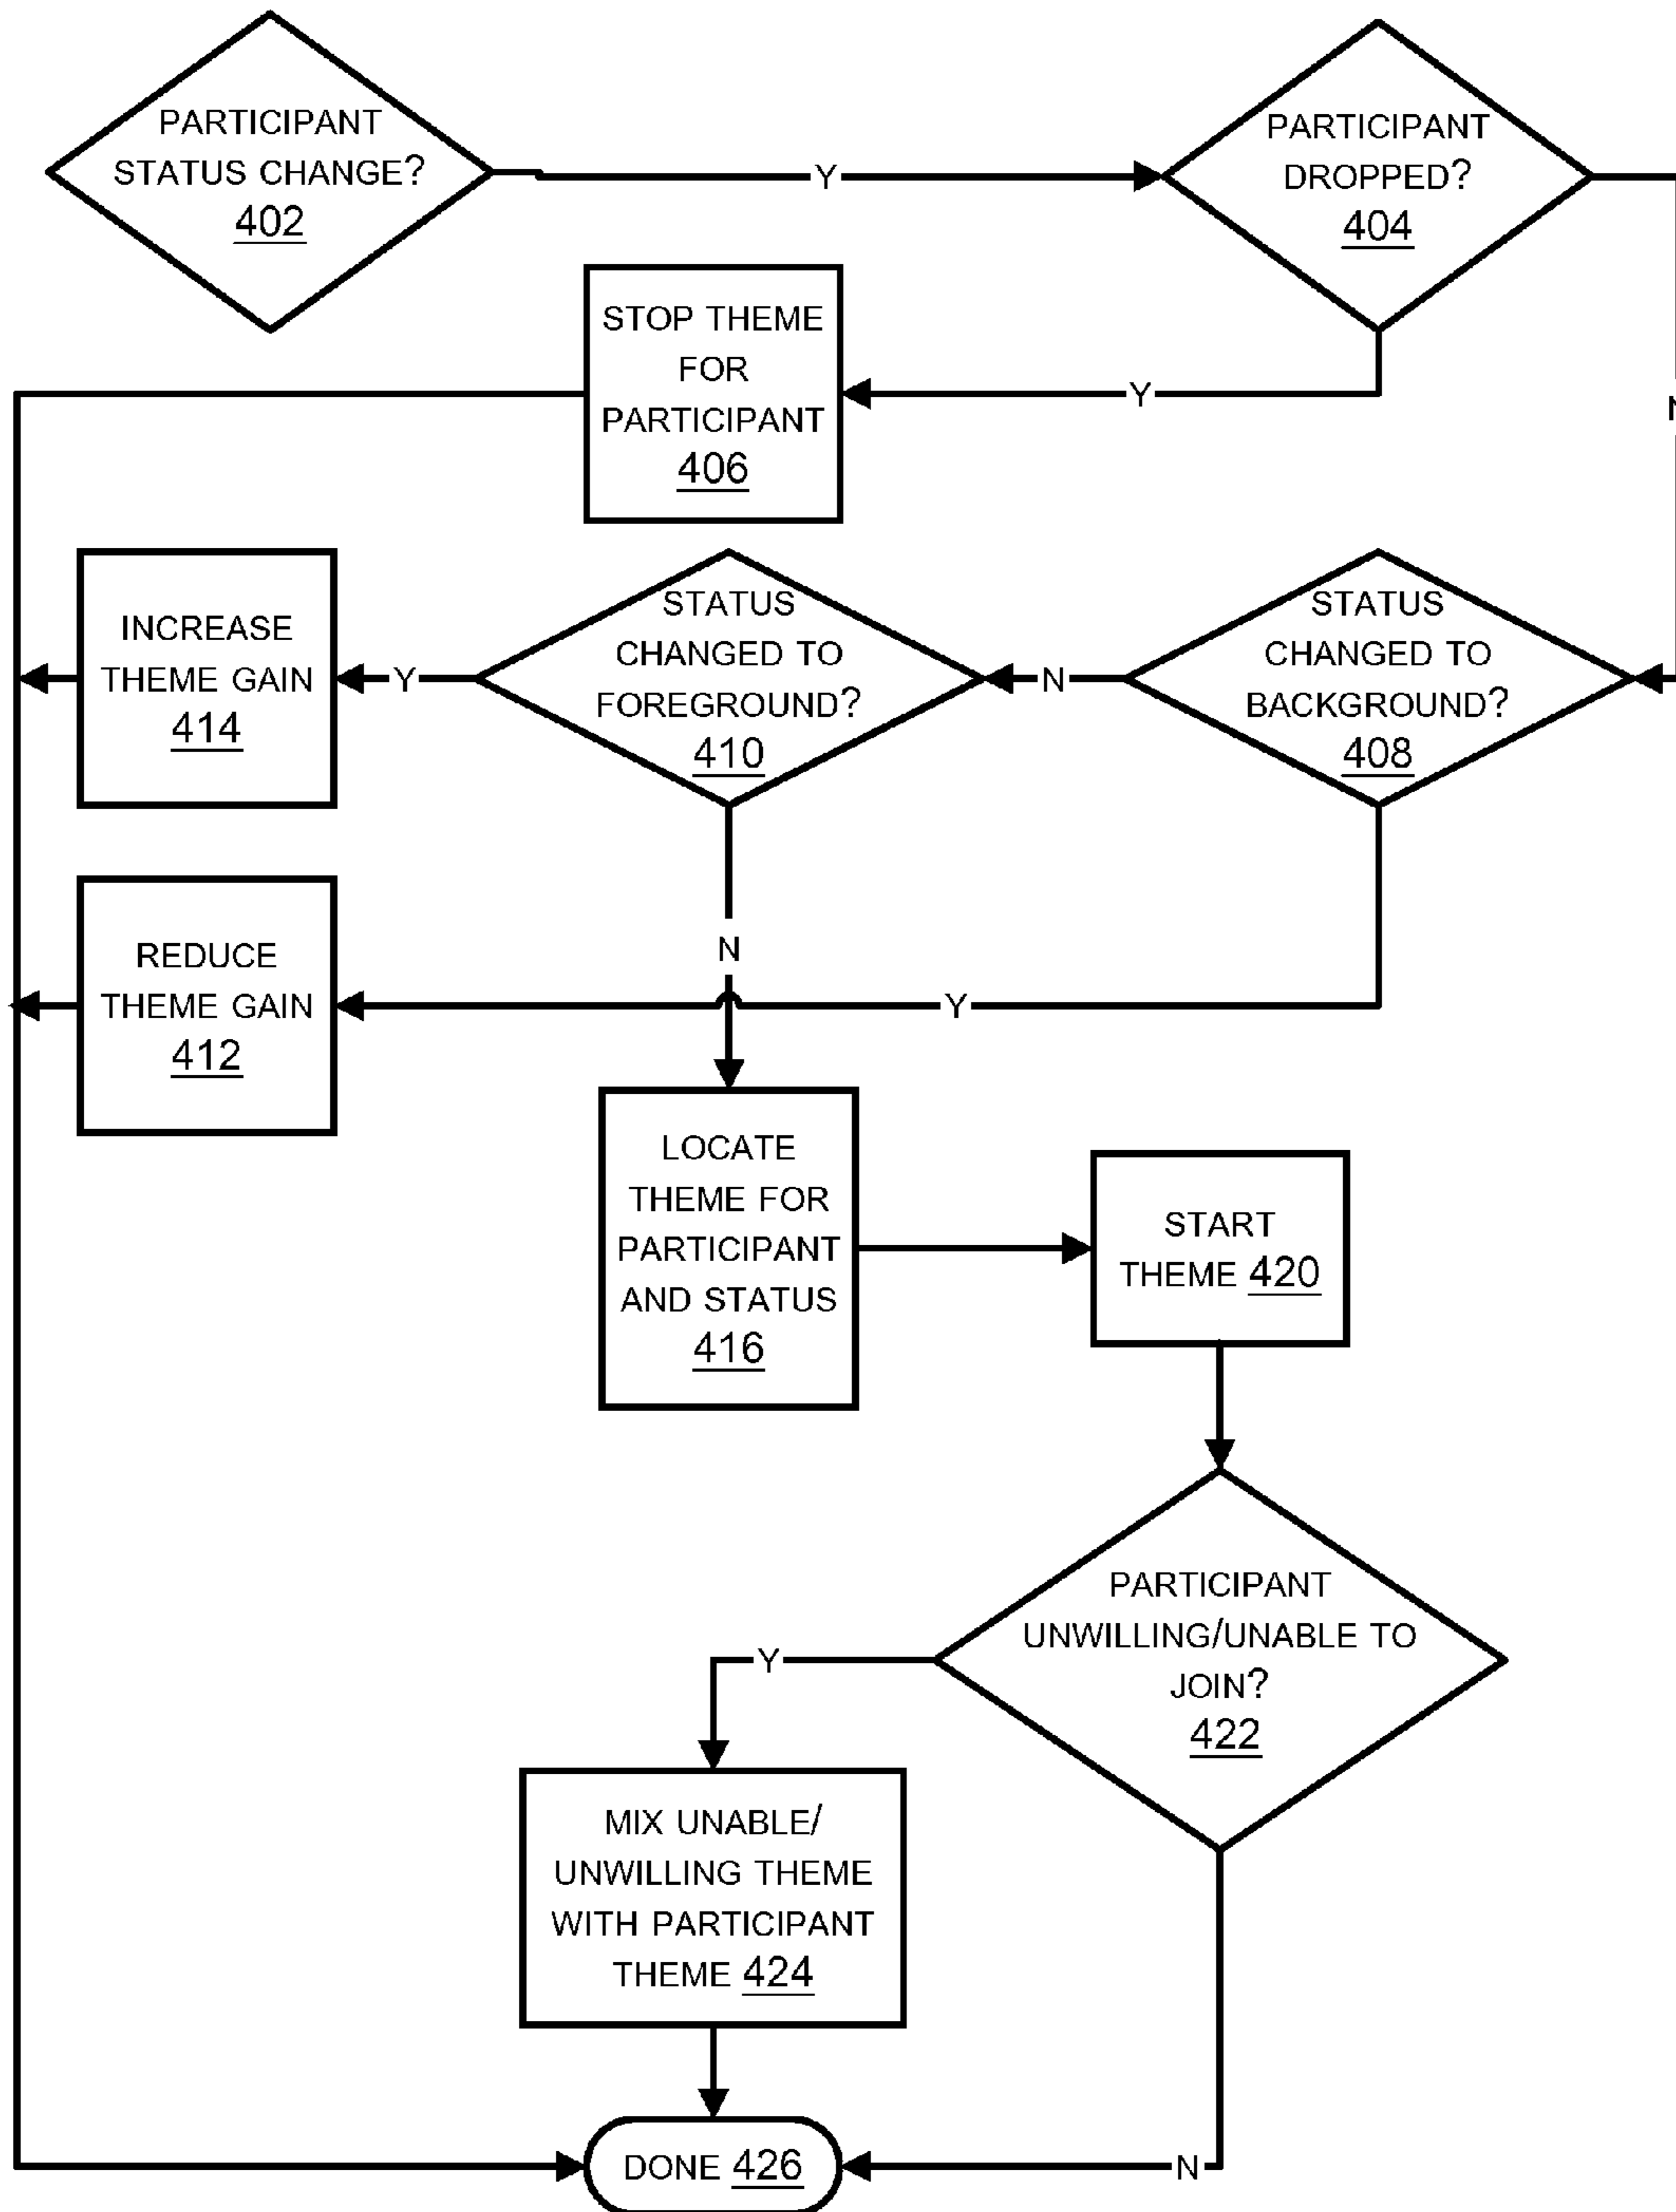 PARTICIPANT
STATUS CHANGE?
402
Y
PARTICIPANT
DROPPED?
404
N
STOP THEME
FOR
PARTICIPANT
406
Y
INCREASE
THEME GAIN
414
Y
STATUS
CHANGED TO
FOREGROUND?
410
N
STATUS
CHANGED TO
BACKGROUND?
408
N
REDUCE
THEME GAIN
412
Y
LOCATE
THEME FOR
PARTICIPANT
AND STATUS
416
START
THEME 420
PARTICIPANT
UNWILLING/UNABLE TO
JOIN?
422
Y
MIX UNABLE/
UNWILLING THEME
WITH PARTICIPANT
THEME 424
DONE 426
N